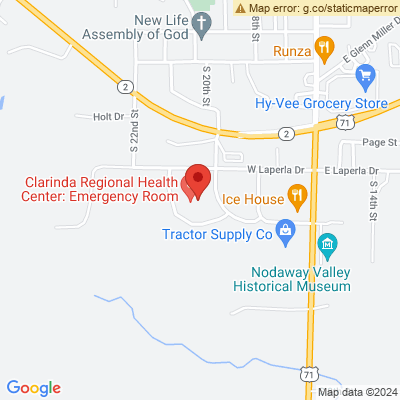 Map error: g.co/staticmaperror
New Life
Assembly of God
18th St
Runza
E Glenn Miller D
S 20th St
Hy-Vee Grocery Store
2
Holt Dr
S 22nd St
71
2
Page St
W Laperla Dr
E Laperla Dr
Clarinda Regional Health
Center: Emergency Room
Ice House
S 14th St
Tractor Supply Co
Nodaway Valley
Historical Museum
71
Google
Map data ©2024